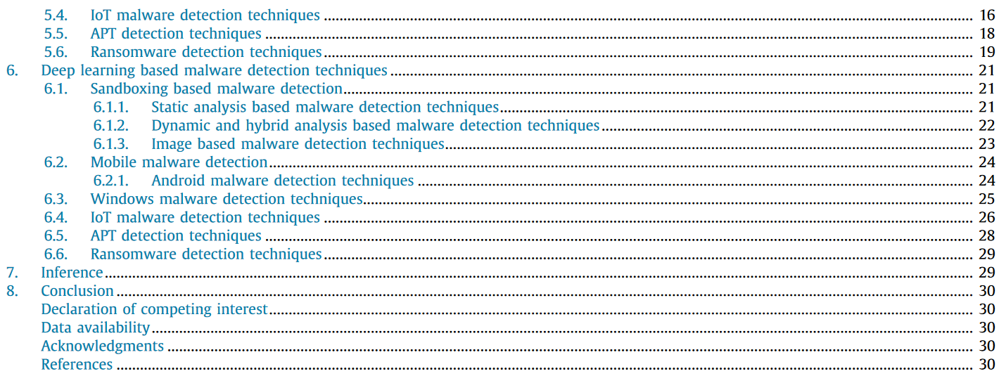 5.4. IoT malware detection techniques ........ 16
5.5. APT detection techniques ........ 18
5.6. Ransomware detection techniques ........ 19
6. Deep learning based malware detection techniques ........ 21
6.1. Sandboxing based malware detection ........ 21
6.1.1. Static analysis based malware detection techniques ........ 21
6.1.2. Dynamic and hybrid analysis based malware detection techniques ........ 22
6.1.3. Image based malware detection techniques ........ 23
6.2. Mobile malware detection ........ 24
6.2.1. Android malware detection techniques ........ 24
6.3. Windows malware detection techniques ........ 25
6.4. IoT malware detection techniques ........ 26
6.5. APT detection techniques ........ 28
6.6. Ransomware detection techniques ........ 29
7. Inference ........ 29
8. Conclusion ........ 30
Declaration of competing interest ........ 30
Data availability ........ 30
Acknowledgments ........ 30
References ........ 30